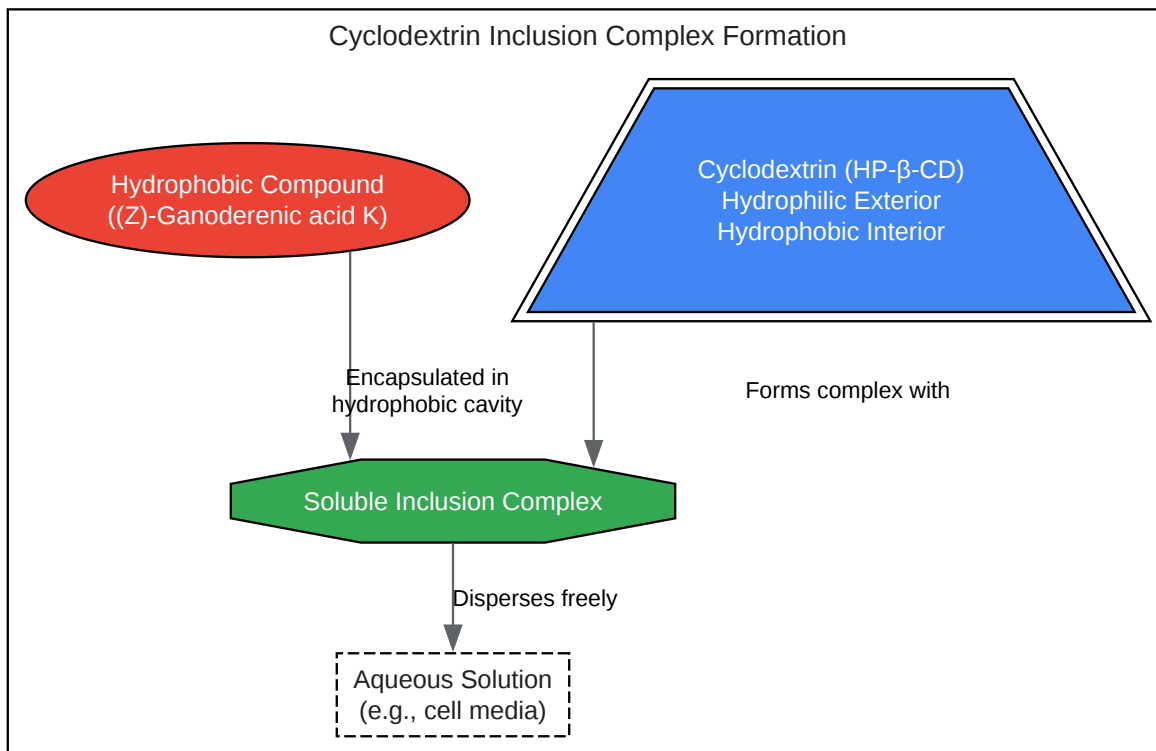 Cyclodextrin Inclusion Complex Formation
Hydrophobic Compound
((Z)-Ganoderenic acid K)
Cyclodextrin (HP-β-CD)
Hydrophilic Exterior
Hydrophobic Interior
Encapsulated in
hydrophobic cavity
Forms complex with
Soluble Inclusion Complex
Disperses freely
Aqueous Solution
(e.g., cell media)